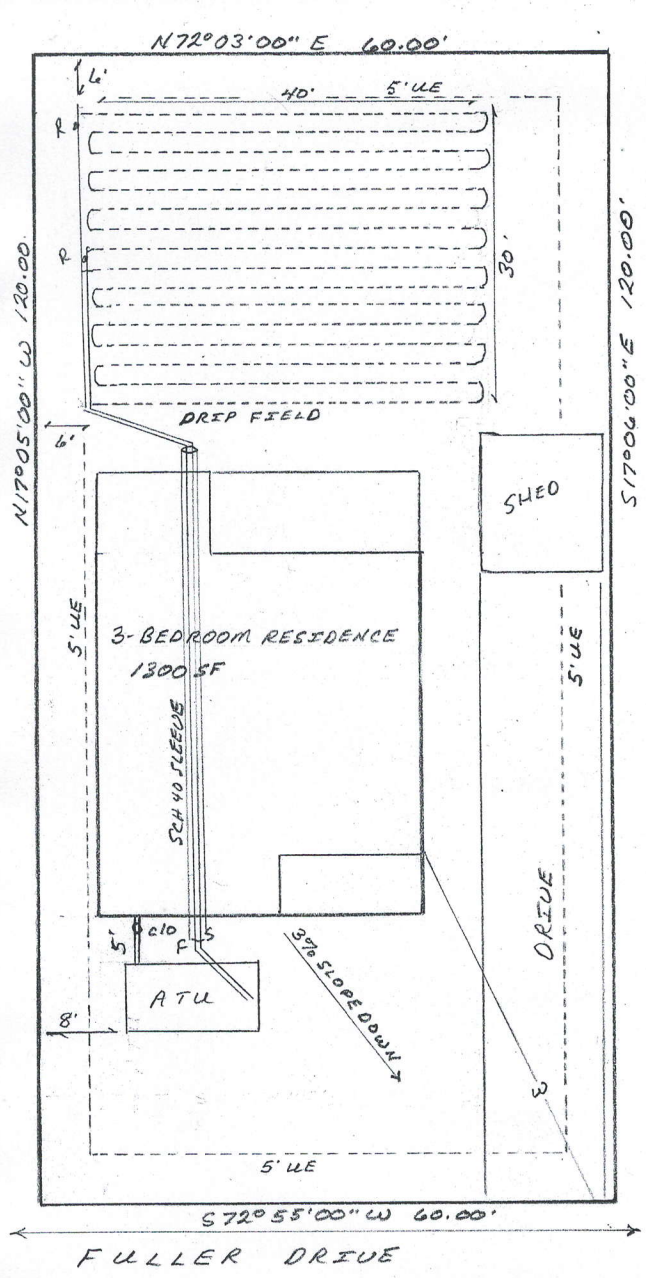 N72°03'00" E 60.00'
6'
40'
5' UE
R
R
30'
N17°05'00" W 120.00
S17°06'00"E 120.00'
DRIP FIELD
6'
SHED
5' UE
3-BEDROOM RESIDENCE
1300 SF
5' UE
SCH 40 SLEEVE
DRIVE
c/o
5'
F S
ATU
3% SLOPE DOWN
8'
W
5' UE
S72°55'00" W 60.00'
FULLER DRIVE